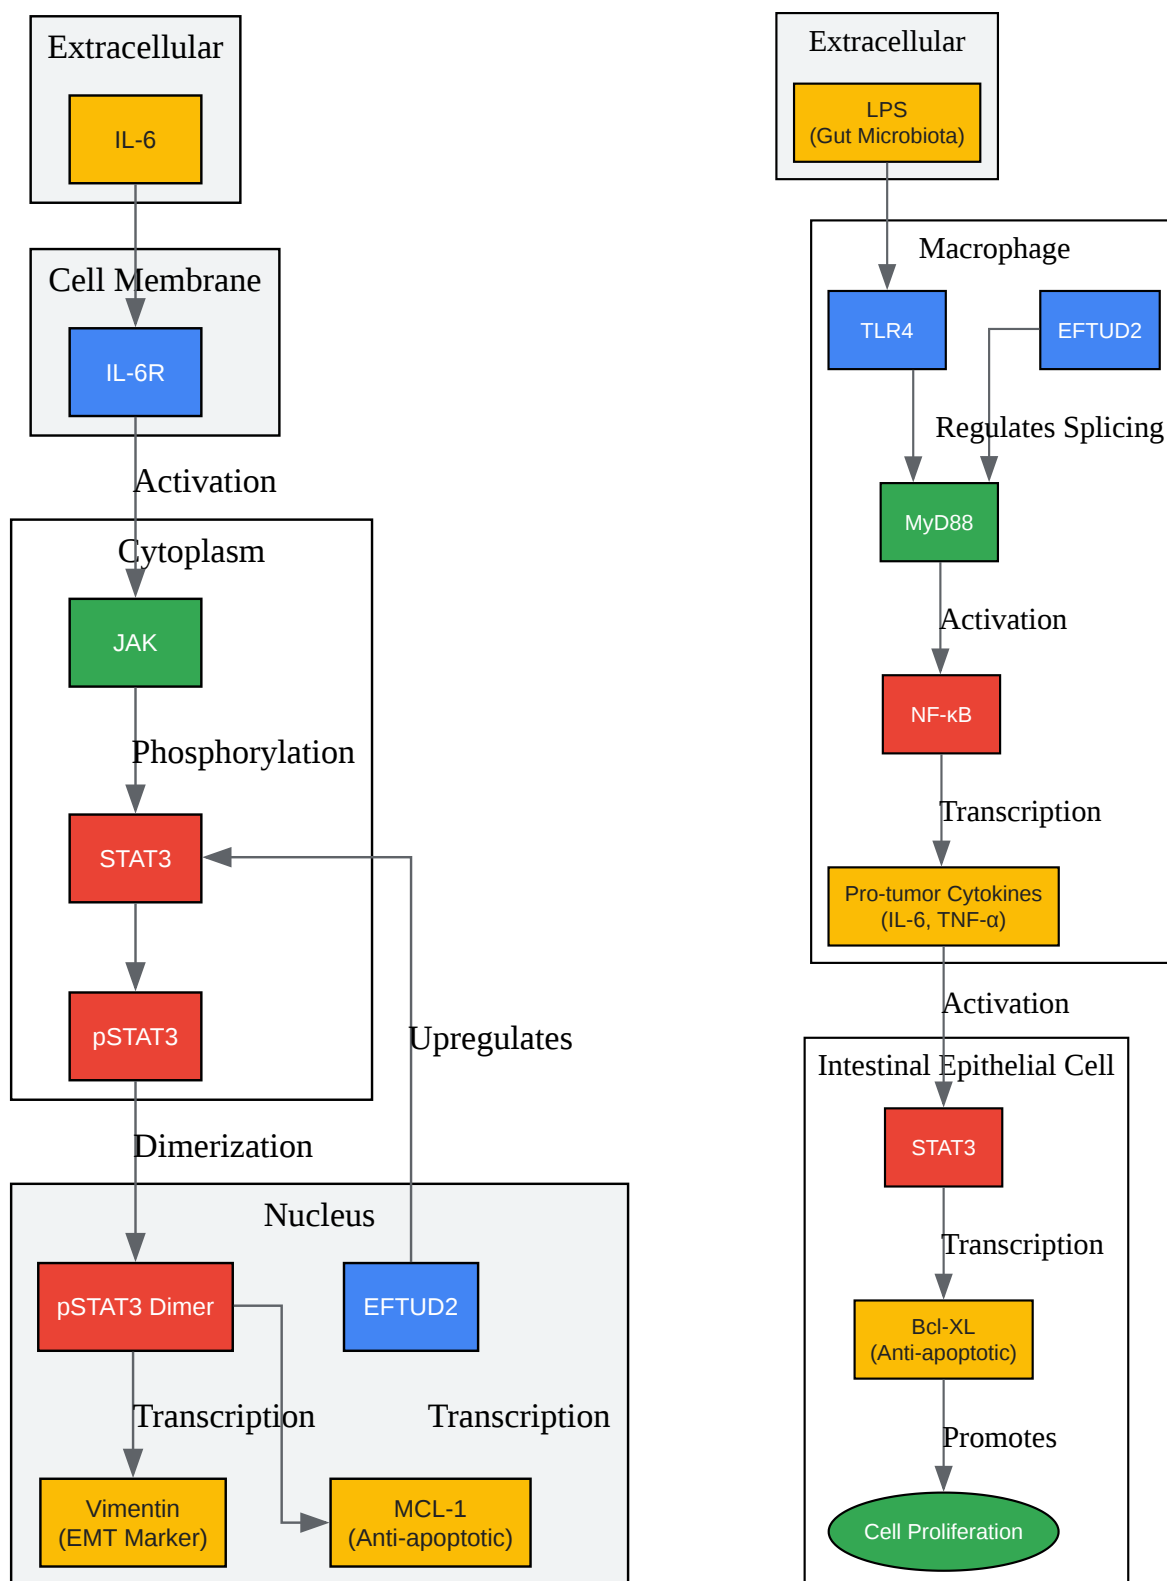 Extracellular
IL-6
Cell Membrane
IL-6R
Activation
Cytoplasm
JAK
Phosphorylation
STAT3
pSTAT3
Upregulates
Dimerization
Nucleus
pSTAT3 Dimer
EFTUD2
Transcription
Transcription
Vimentin
(EMT Marker)
MCL-1
(Anti-apoptotic)
Extracellular
LPS
(Gut Microbiota)
Macrophage
TLR4
EFTUD2
Regulates Splicing
MyD88
Activation
NF-κB
Transcription
Pro-tumor Cytokines
(IL-6, TNF-α)
Activation
Intestinal Epithelial Cell
STAT3
Transcription
Bcl-XL
(Anti-apoptotic)
Promotes
Cell Proliferation